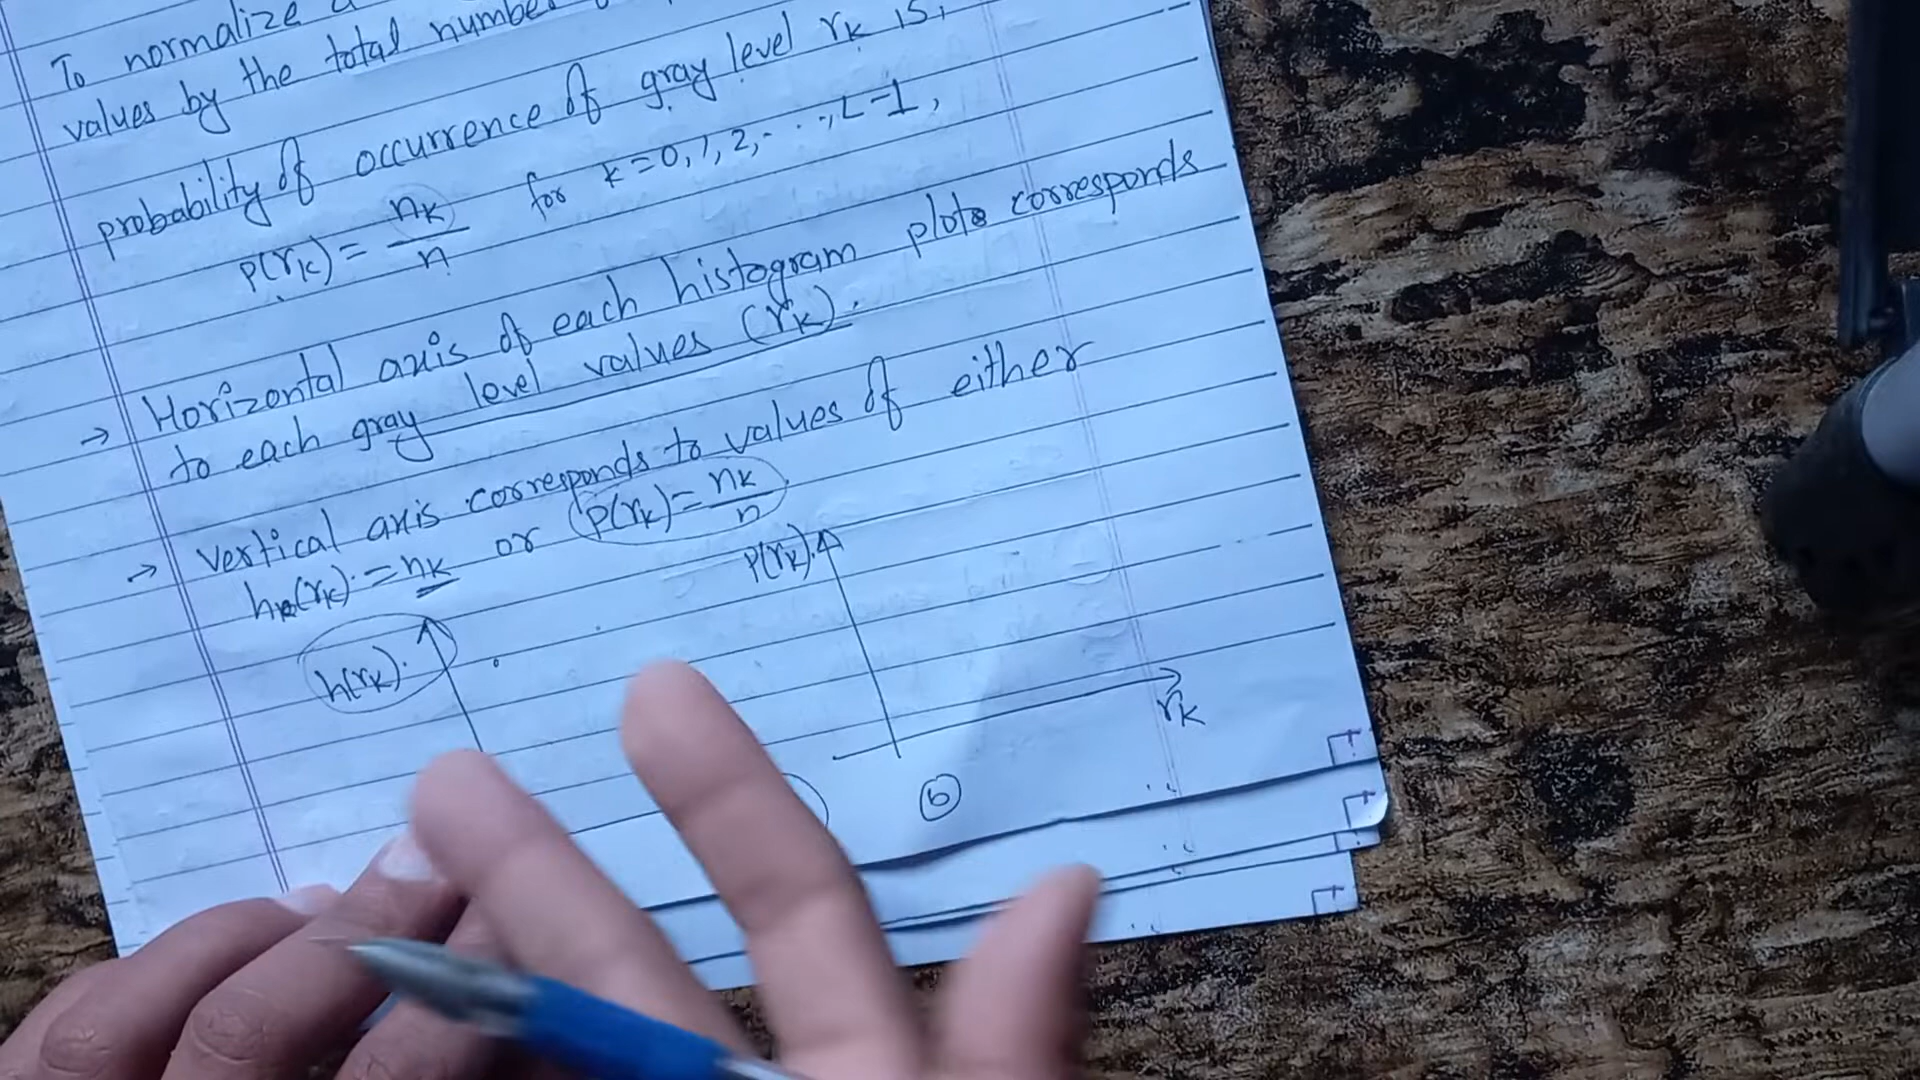 To normalize a
values by the total number
probability of occurrence of gray level rk is,
p(rk) = nk/n for k=0,1,2,...,L-1,
→ Horizontal axis of each histogram plots corresponds
to each gray level values (rk).
→ Vertical axis corresponds to values of either
h(rk) = nk or p(rk) = nk/n
p(rk)
h(rk)
rk
b